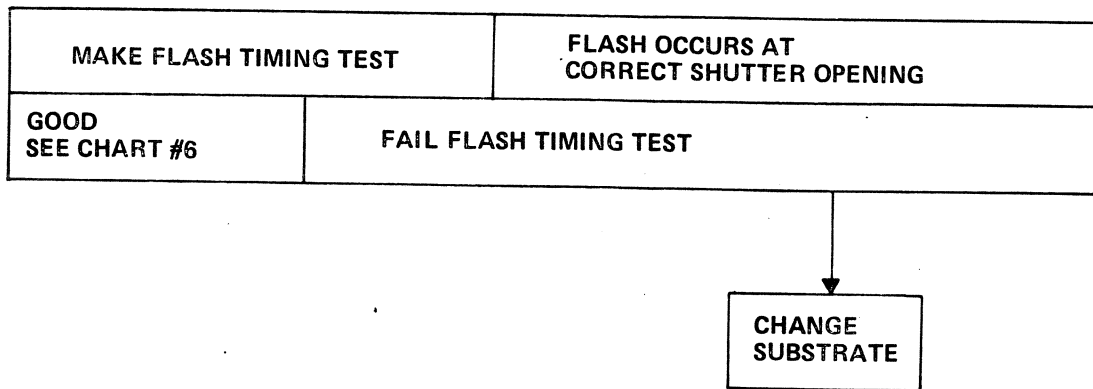 MAKE FLASH TIMING TEST
FLASH OCCURS AT
CORRECT SHUTTER OPENING
GOOD
SEE CHART #6
FAIL FLASH TIMING TEST
CHANGE
SUBSTRATE